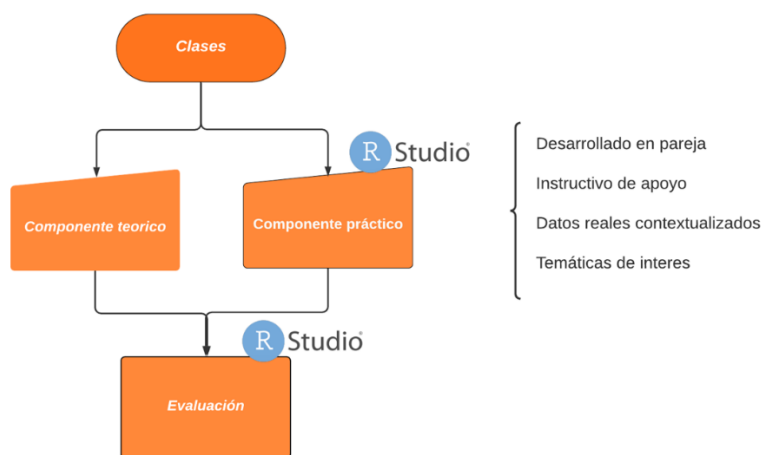 Clases
R Studio
Componente teorico
Componente práctico
Desarrollado en pareja
Instructivo de apoyo
Datos reales contextualizados
Temáticas de interes
R Studio
Evaluación